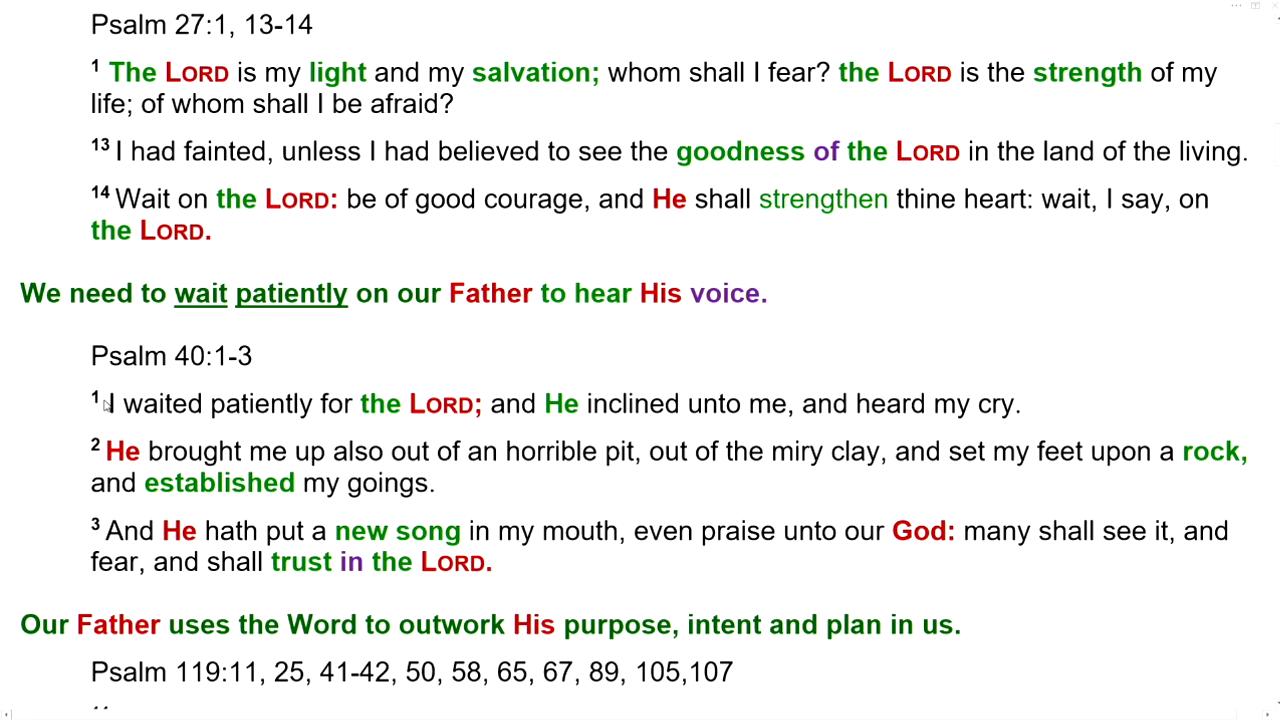 Psalm 27:1, 13-14
1 The LORD is my light and my salvation; whom shall I fear? the LORD is the strength of my
life; of whom shall I be afraid?
13 I had fainted, unless I had believed to see the goodness of the LORD in the land of the living.
14 Wait on the LORD: be of good courage, and He shall strengthen thine heart: wait, I say, on
the LORD.
We need to wait patiently on our Father to hear His voice.
Psalm 40:1-3
1 I waited patiently for the LORD; and He inclined unto me, and heard my cry.
2 He brought me up also out of an horrible pit, out of the miry clay, and set my feet upon a rock,
and established my goings.
3 And He hath put a new song in my mouth, even praise unto our God: many shall see it, and
fear, and shall trust in the LORD.
Our Father uses the Word to outwork His purpose, intent and plan in us.
Psalm 119:11, 25, 41-42, 50, 58, 65, 67, 89, 105,107